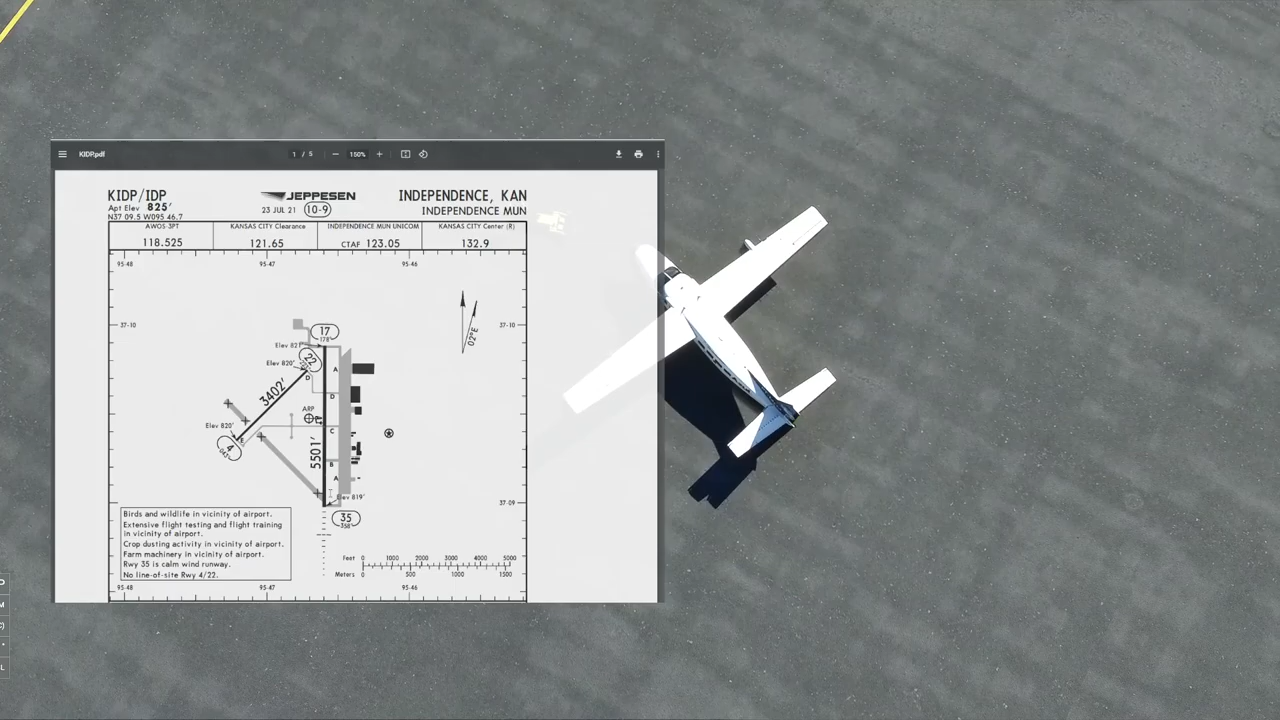 KIDP.pdf
1 / 5
150%
KIDP/IDP
JEPPESEN
INDEPENDENCE, KAN
Apt Elev 825'
23 JUL 21
10-9
INDEPENDENCE MUN
N37 09.5 W095 46.7
AWOS-3PT
KANSAS CITY Clearance
INDEPENDENCE MUN UNICOM
KANSAS CITY Center (R)
118.525
121.65
CTAF 123.05
132.9
95-48
95-47
95-46
37-10
02°E
17
178°
22
Elev 820'
A
3402'
D
D
ARP
Elev 820'
4
E
C
5501'
B
A
Elev 819'
37-09
35
358°
Birds and wildlife in vicinity of airport.
Extensive flight testing and flight training
in vicinity of airport.
Crop dusting activity in vicinity of airport.
Farm machinery in vicinity of airport.
Rwy 35 is calm wind runway.
No line-of-site Rwy 4/22.
Feet 0 1000 2000 3000 4000 5000
Meters 0 500 1000 1500
95-48
95-47
95-46